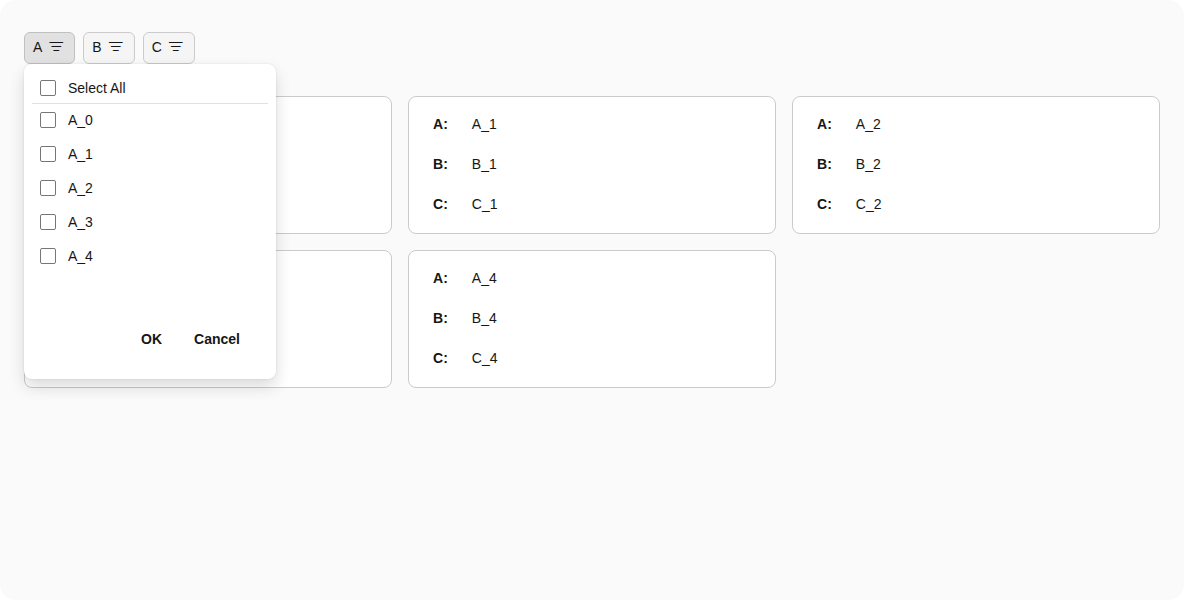 A B C
Select All
A_0
A_1
A_2
A_3
A_4
OK Cancel
A: A_1
B: B_1
C: C_1
A: A_2
B: B_2
C: C_2
A: A_4
B: B_4
C: C_4